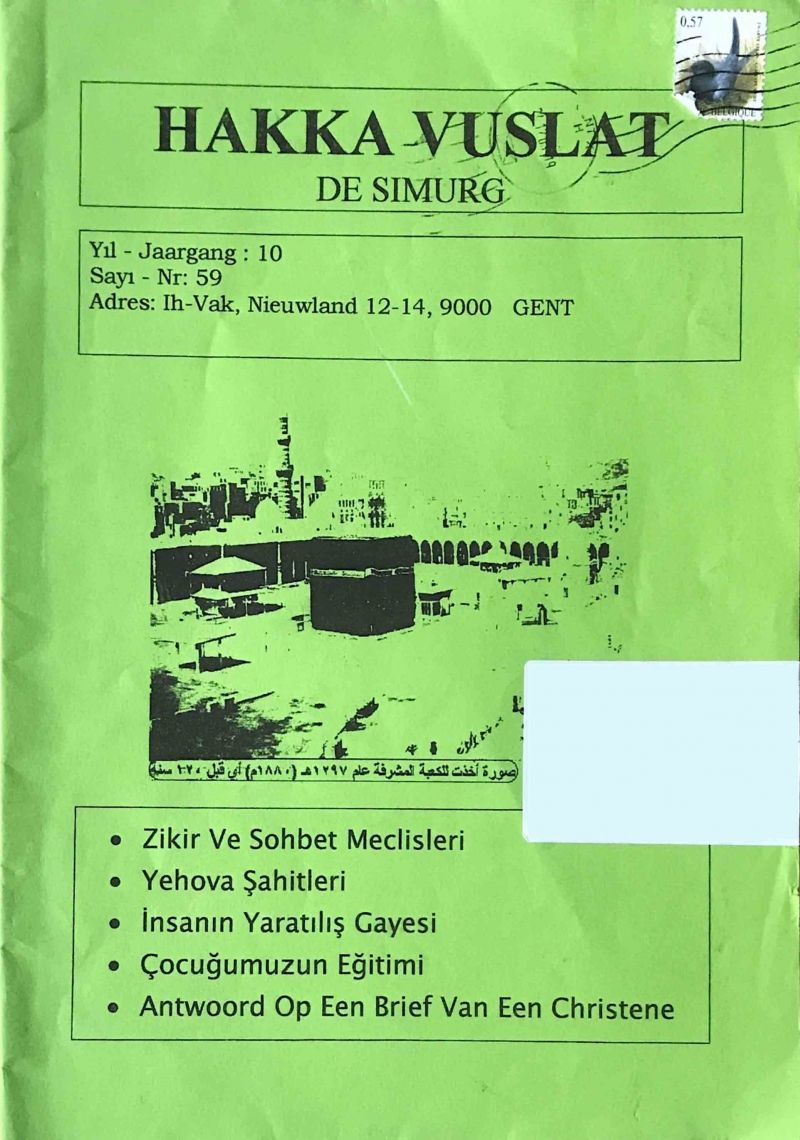 0,57
BELGIQUE
HAKKA VUSLAT
DE SIMURG
Yıl - Jaargang : 10
Sayı - Nr: 59
Adres: Ih-Vak, Nieuwland 12-14, 9000 GENT
صورة أخذت للكعبة المشرفة عام ١٢٩٧هـ (١٨٨٠م) أي قبل ١٢٠ سنة
• Zikir Ve Sohbet Meclisleri
• Yehova Şahitleri
• İnsanın Yaratılış Gayesi
• Çocuğumuzun Eğitimi
• Antwoord Op Een Brief Van Een Christene